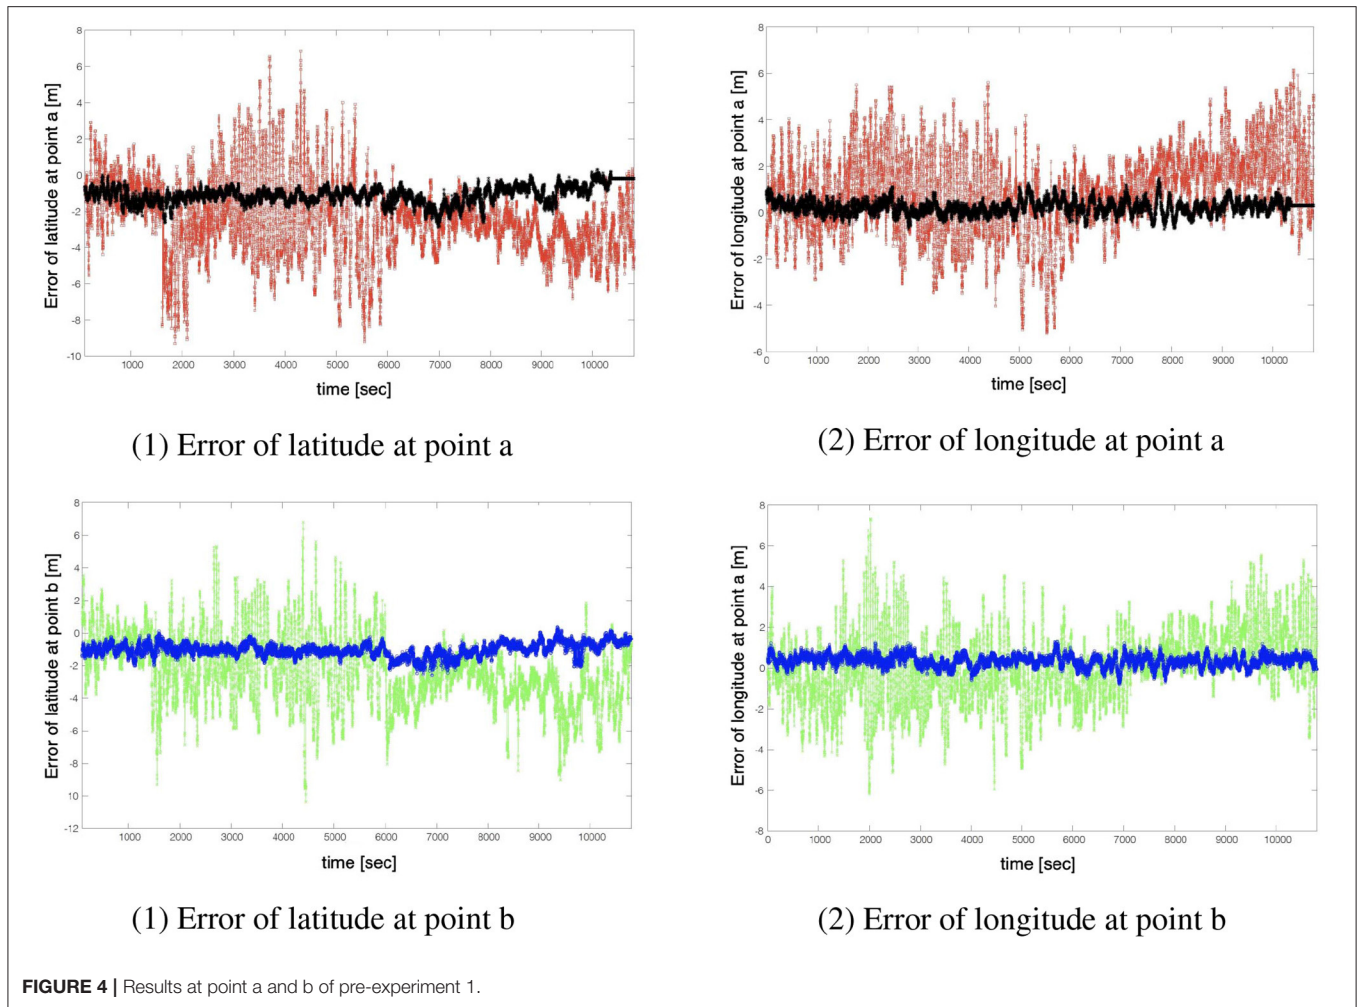 8
6
4
2
0
-2
-4
-6
-8
-10
1000 2000 3000 4000 5000 6000 7000 8000 9000 10000
Error of latitude at point a [m]
time [sec]
(1) Error of latitude at point a
8
6
4
2
0
-2
-4
-6
0 1000 2000 3000 4000 5000 6000 7000 8000 9000 10000
Error of longitude at point a [m]
time [sec]
(2) Error of longitude at point a
8
6
4
2
0
-2
-4
-6
-8
10
-12
1000 2000 3000 4000 5000 6000 7000 8000 9000 10000
Error of latitude at point b [m]
time [sec]
(1) Error of latitude at point b
8
6
4
2
0
-2
-4
-6
-8
0 1000 2000 3000 4000 5000 6000 7000 8000 9000 10000
Error of longitude at point a [m]
time [sec]
(2) Error of longitude at point b
FIGURE 4 | Results at point a and b of pre-experiment 1.